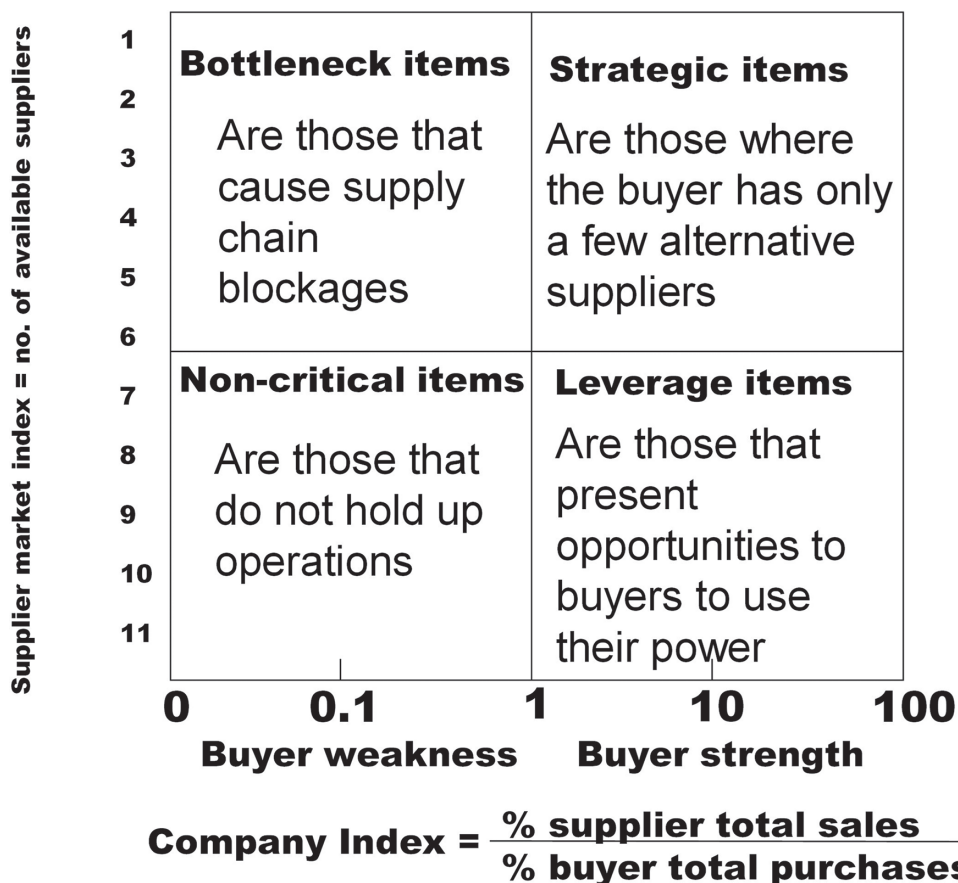 Supplier market index = no. of available suppliers
1
2
3
4
5
6
7
8
9
10
11
Bottleneck items
Are those that
cause supply
chain
blockages
Strategic items
Are those where
the buyer has only
a few alternative
suppliers
Non-critical items
Are those that
do not hold up
operations
Leverage items
Are those that
present
opportunities to
buyers to use
their power
0 0.1 1 10 100
Buyer weakness Buyer strength
Company Index = % supplier total sales
% buyer total purchases